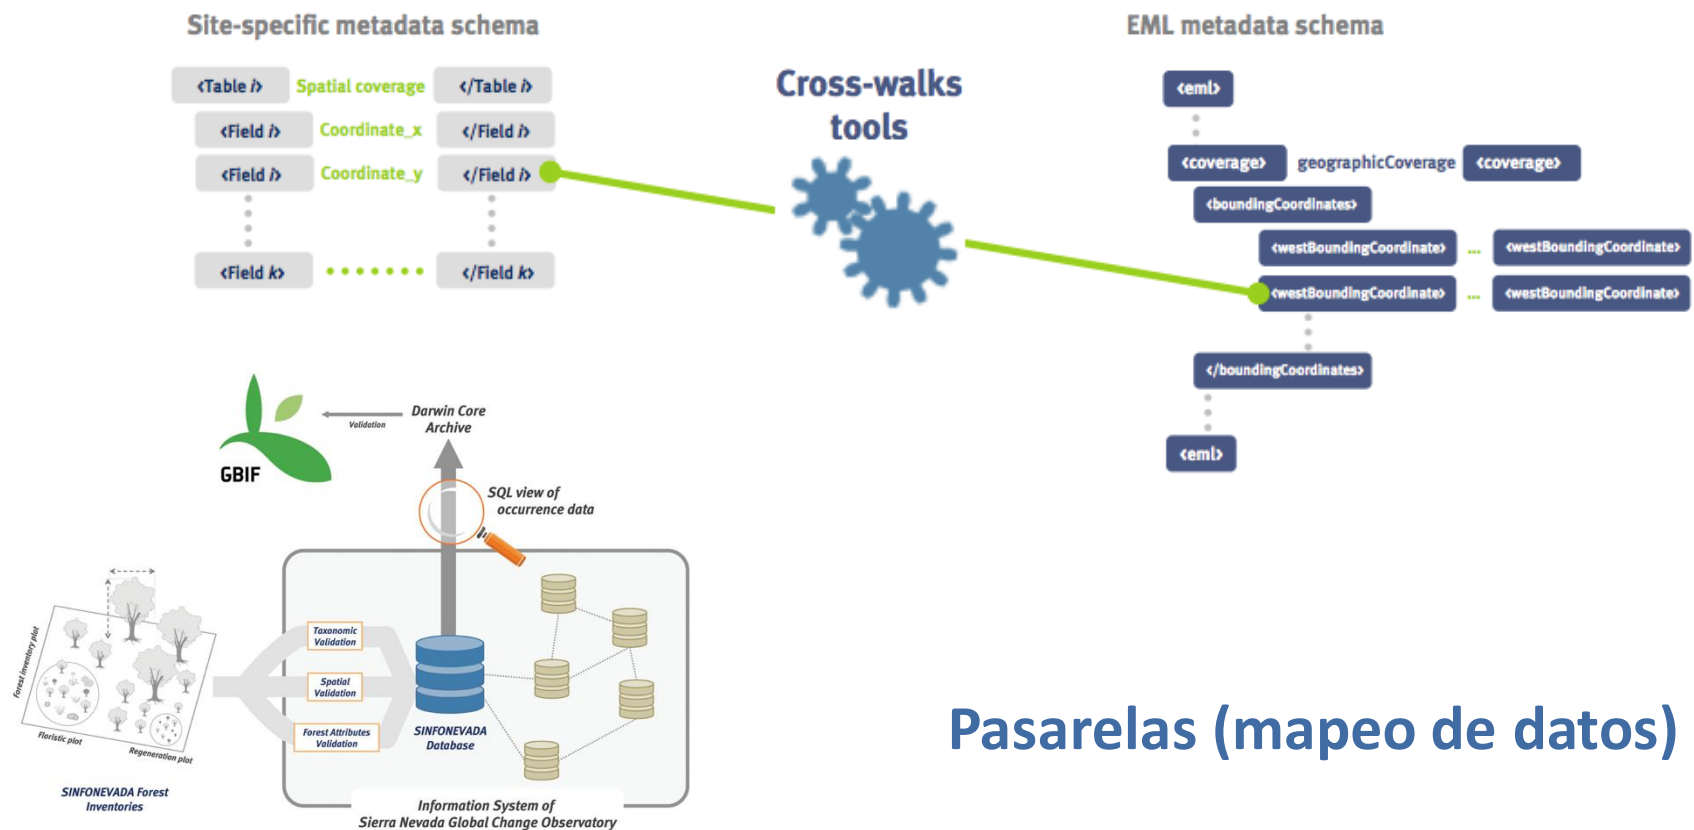 Site-specific metadata schema
EML metadata schema
<Table i> Spatial coverage </Table i>
<Field i> Coordinate_x </Field i>
<Field i> Coordinate_y </Field i>
<Field k> </Field k>
Cross-walks
tools
<eml>
<coverage> geographicCoverage <coverage>
<boundingCoordinates>
<westBoundingCoordinate> ... <westBoundingCoordinate>
<westBoundingCoordinate> ... <westBoundingCoordinate>
</boundingCoordinates>
<eml>
GBIF
Validation
Darwin Core
Archive
SQL view of
occurrence data
Taxonomic
Validation
Spatial
Validation
Forest Attributes
Validation
SINFONEVADA
Database
Forest inventory plot
Floristic plot
Regeneration plot
SINFONEVADA Forest
Inventories
Information System of
Sierra Nevada Global Change Observatory
Pasarelas (mapeo de datos)